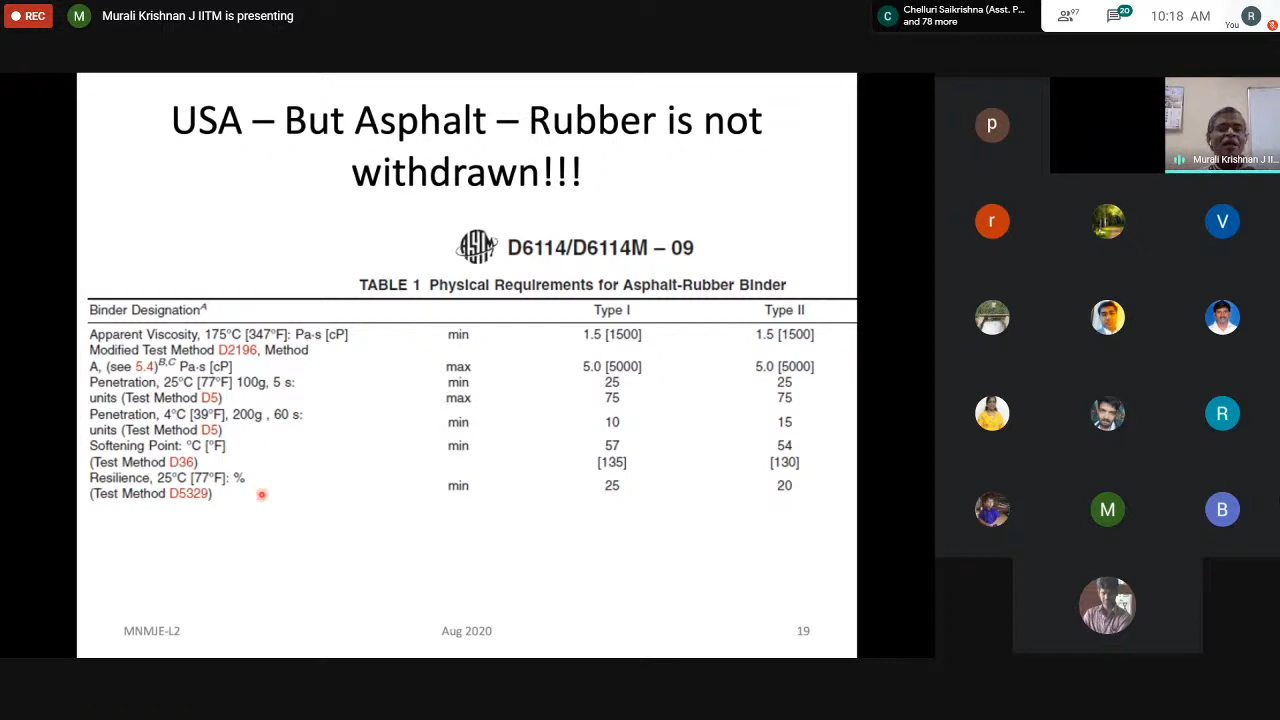 REC
M
Murali Krishnan J IITM is presenting
C
Chelluri Saikrishna (Asst. P...
and 78 more
97
20
10:18 AM
You
R
USA – But Asphalt – Rubber is not
withdrawn!!!
ASTM
D6114/D6114M – 09
TABLE 1 Physical Requirements for Asphalt-Rubber Binder
Binder Designation^A Type I Type II
Apparent Viscosity, 175°C [347°F]: Pa·s [cP] min 1.5 [1500] 1.5 [1500]
Modified Test Method D2196, Method
A, (see 5.4)^B,C Pa·s [cP] max 5.0 [5000] 5.0 [5000]
Penetration, 25°C [77°F] 100g, 5 s: min 25 25
units (Test Method D5) max 75 75
Penetration, 4°C [39°F], 200g , 60 s:
min 10 15
units (Test Method D5)
Softening Point: °C [°F] min 57 54
(Test Method D36) [135] [130]
Resilience, 25°C [77°F]: %
min 25 20
(Test Method D5329)
MNMJE-L2 Aug 2020 19
p
Murali Krishnan J II...
r
V
R
M
B